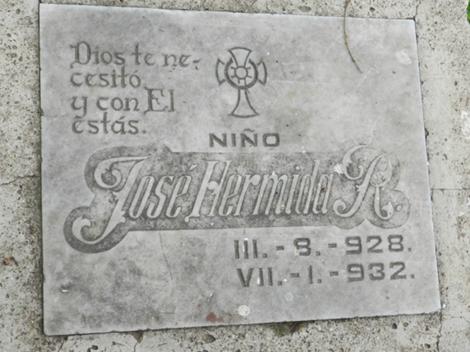 Dios te ne-
cesitó
y con El
estás.
NIÑO
José Hermida R.
III.-8.-928.
VII.-1.-932.